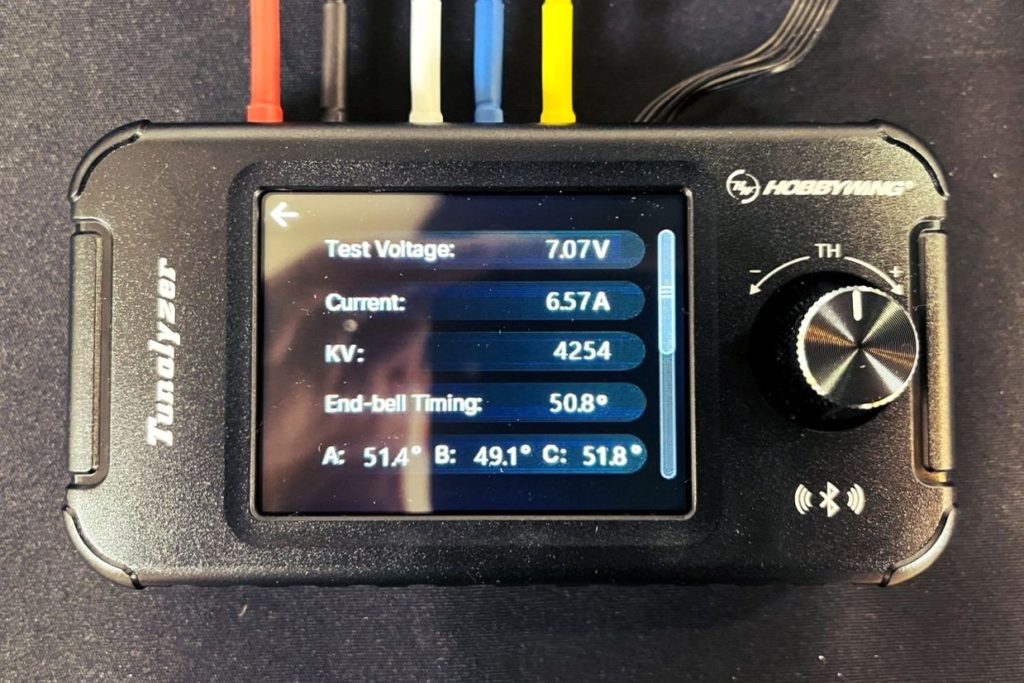 HOBBYWING®
Tunalyzer
Test Voltage: 7.07V
Current: 6.57A
KV: 4254
End-bell Timing: 50.8°
A: 51.4° B: 49.1° C: 51.8°
- TH +